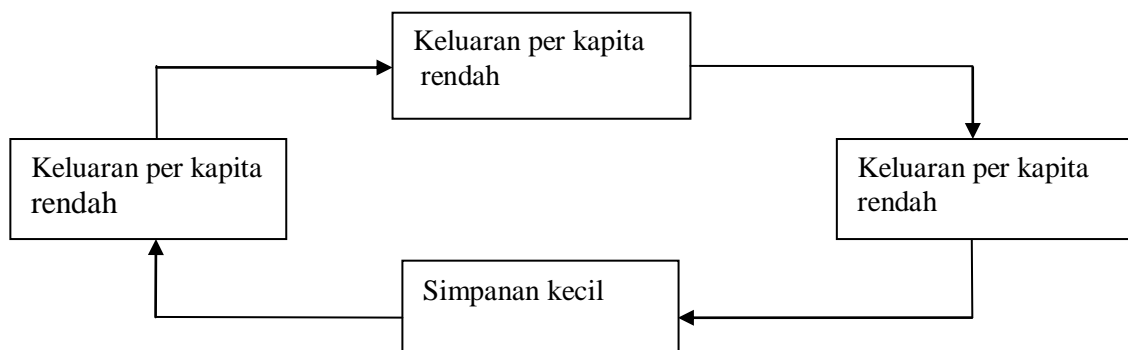 Keluaran per kapita
rendah
Keluaran per kapita
rendah
Keluaran per kapita
rendah
Simpanan kecil